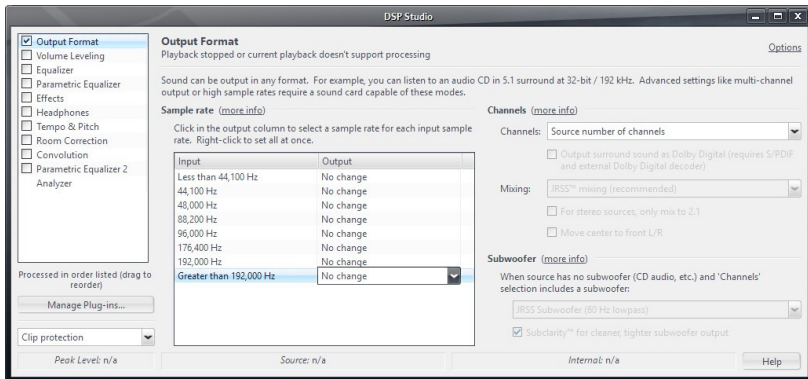 DSP Studio
Output Format
Volume Leveling
Equalizer
Parametric Equalizer
Effects
Headphones
Tempo & Pitch
Room Correction
Convolution
Parametric Equalizer 2
Analyzer
Processed in order listed (drag to
reorder)
Manage Plug-ins...
Clip protection
Output Format
Playback stopped or current playback doesn't support processing
Options
Sound can be output in any format. For example, you can listen to an audio CD in 5.1 surround at 32-bit / 192 kHz. Advanced settings like multi-channel
output or high sample rates require a sound card capable of these modes.
Sample rate (more info)
Click in the output column to select a sample rate for each input sample
rate. Right-click to set all at once.
Input Output
Less than 44,100 Hz No change
44,100 Hz No change
48,000 Hz No change
88,200 Hz No change
96,000 Hz No change
176,400 Hz No change
192,000 Hz No change
Greater than 192,000 Hz No change
Channels (more info)
Channels: Source number of channels
Output surround sound as Dolby Digital (requires S/PDIF
and external Dolby Digital decoder)
Mixing: JRSS™ mixing (recommended)
For stereo sources, only mix to 2.1
Move center to front L/R
Subwoofer (more info)
When source has no subwoofer (CD audio, etc.) and 'Channels'
selection includes a subwoofer:
JRSS Subwoofer (60 Hz lowpass)
Subclarity™ for cleaner, tighter subwoofer output
Peak Level: n/a
Source: n/a
Internal: n/a
Help